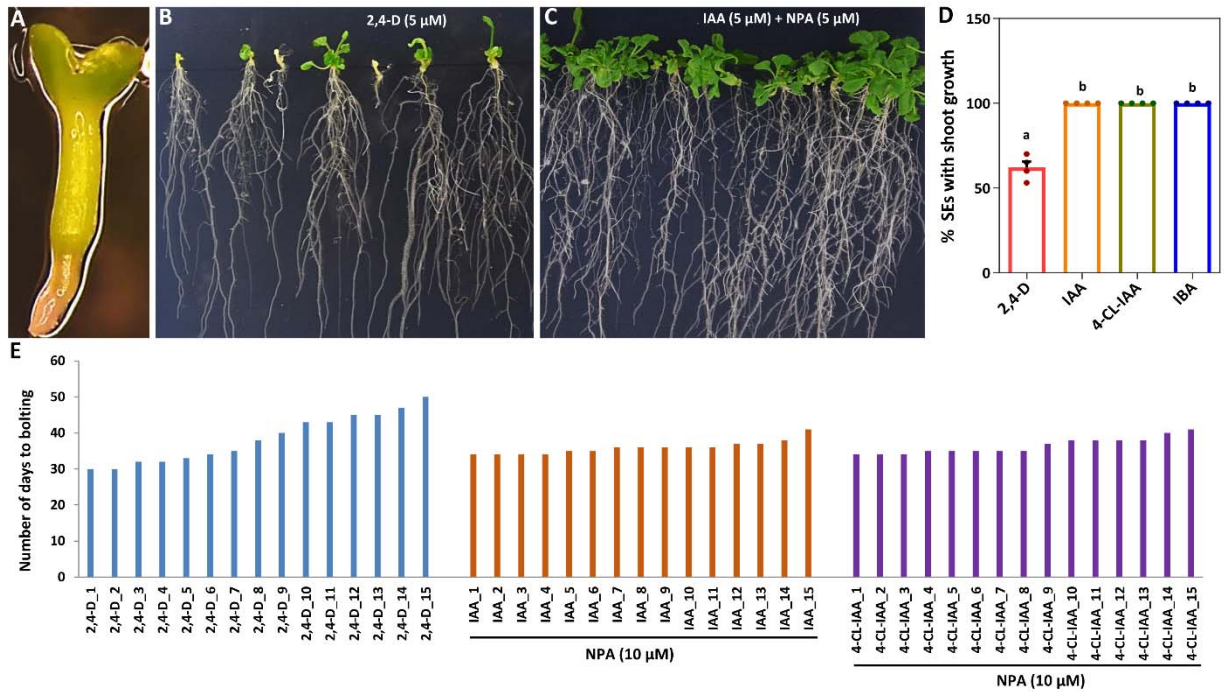 A
B
2,4-D (5 µM)
C
IAA (5 µM) + NPA (5 µM)
D
% SEs with shoot growth
150
100
50
0
a
b
b
b
2,4-D
IAA
4-CL-IAA
IBA
E
Number of days to bolting
60
50
40
30
20
10
0
2,4-D_1
2,4-D_2
2,4-D_3
2,4-D_4
2,4-D_5
2,4-D_6
2,4-D_7
2,4-D_8
2,4-D_9
2,4-D_10
2,4-D_11
2,4-D_12
2,4-D_13
2,4-D_14
2,4-D_15
IAA_1
IAA_2
IAA_3
IAA_4
IAA_5
IAA_6
IAA_7
IAA_8
IAA_9
IAA_10
IAA_11
IAA_12
IAA_13
IAA_14
IAA_15
NPA (10 µM)
4-CL-IAA_1
4-CL-IAA_2
4-CL-IAA_3
4-CL-IAA_4
4-CL-IAA_5
4-CL-IAA_6
4-CL-IAA_7
4-CL-IAA_8
4-CL-IAA_9
4-CL-IAA_10
4-CL-IAA_11
4-CL-IAA_12
4-CL-IAA_13
4-CL-IAA_14
4-CL-IAA_15
NPA (10 µM)